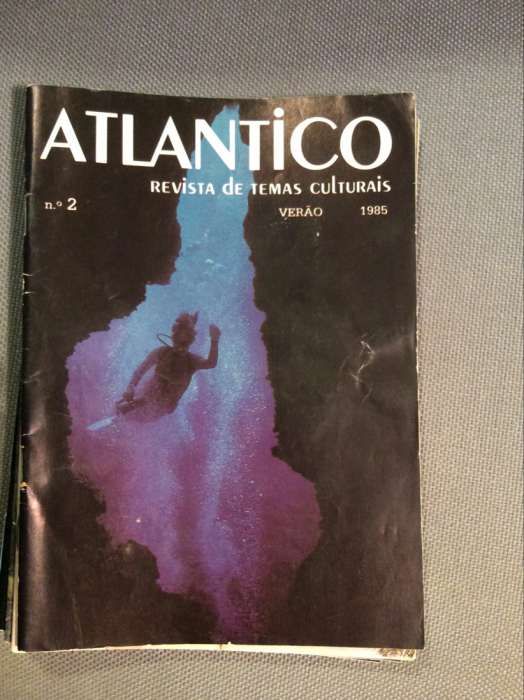 ATLANTiCO
REVISTA de TEMAS CULTURAIS
n.º 2 VERÃO 1985